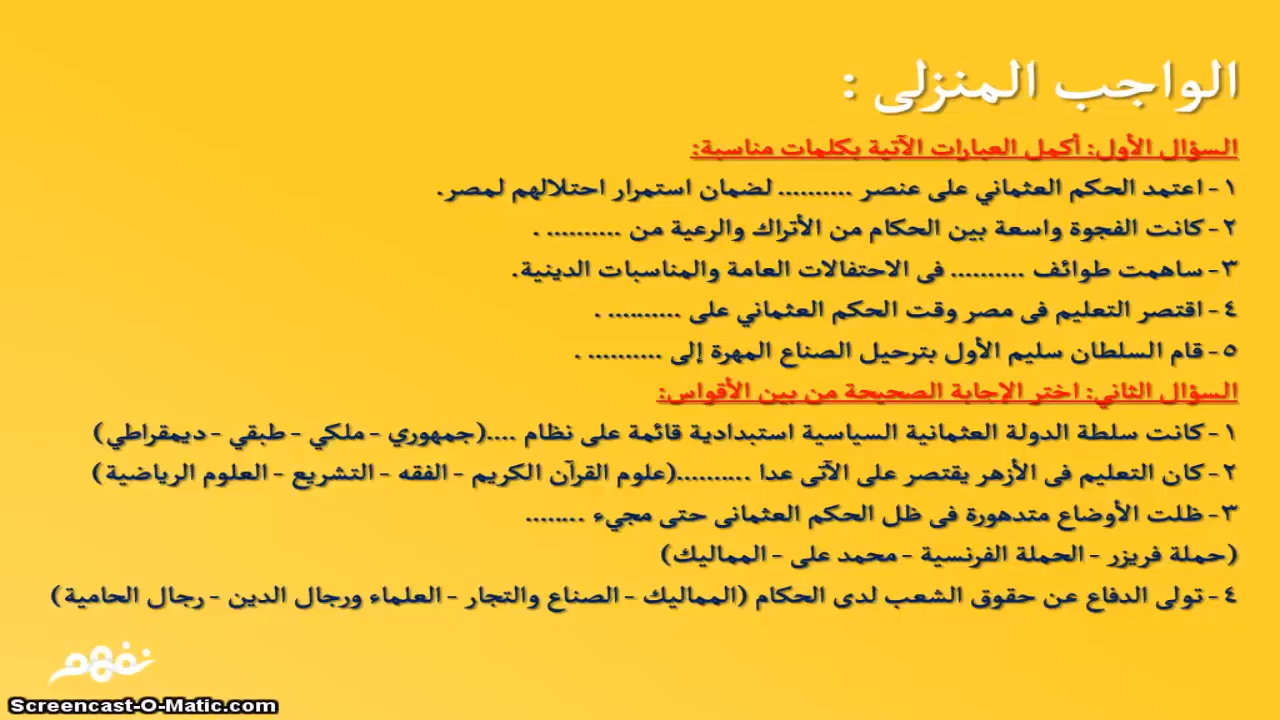 الواجب المنزلى :
السؤال الأول: أكمل العبارات الآتية بكلمات مناسبة:
١- اعتمد الحكم العثماني على عنصر .......... لضمان استمرار احتلالهم لمصر.
٢- كانت الفجوة واسعة بين الحكام من الأتراك والرعية من .......... .
٣- ساهمت طوائف .......... فى الاحتفالات العامة والمناسبات الدينية.
٤- اقتصر التعليم فى مصر وقت الحكم العثماني على .......... .
٥- قام السلطان سليم الأول بترحيل الصناع المهرة إلى .......... .
السؤال الثاني: اختر الإجابة الصحيحة من بين الأقواس:
١- كانت سلطة الدولة العثمانية السياسية استبدادية قائمة على نظام ....(جمهوري - ملكي - طبقي - ديمقراطي)
٢- كان التعليم فى الأزهر يقتصر على الآتى عدا ..........(علوم القرآن الكريم - الفقه - التشريع - العلوم الرياضية)
٣- ظلت الأوضاع متدهورة فى ظل الحكم العثمانى حتى مجيء ........
(حملة فريزر - الحملة الفرنسية - محمد على - المماليك)
٤- تولى الدفاع عن حقوق الشعب لدى الحكام (المماليك - الصناع والتجار - العلماء ورجال الدين - رجال الحامية)
نفهم
Screencast-O-Matic.com